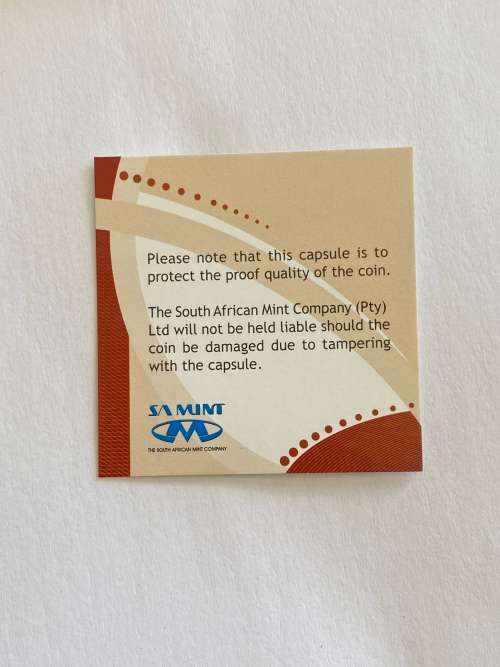 Please note that this capsule is to
protect the proof quality of the coin.
The South African Mint Company (Pty)
Ltd will not be held liable should the
coin be damaged due to tampering
with the capsule.
SA MINT
THE SOUTH AFRICAN MINT COMPANY